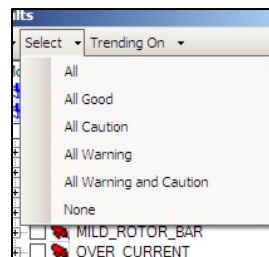 ults
Select Trending On
All
All Good
All Caution
All Warning
All Warning and Caution
None
MILD_ROTOR_BAR
OVER_CURRENT